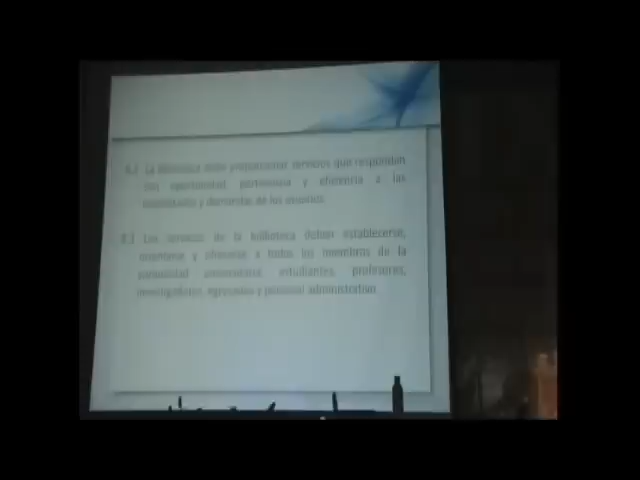 La biblioteca debe proporcionar servicios que respondan
con oportunidad, pertinencia y eficiencia a las
necesidades y demandas de los usuarios.
Los servicios de la biblioteca deben establecerse,
y ofrecerse a todos los miembros de la
comunidad universitaria, estudiantes, profesores,
investigadores, egresados y personal administrativo.